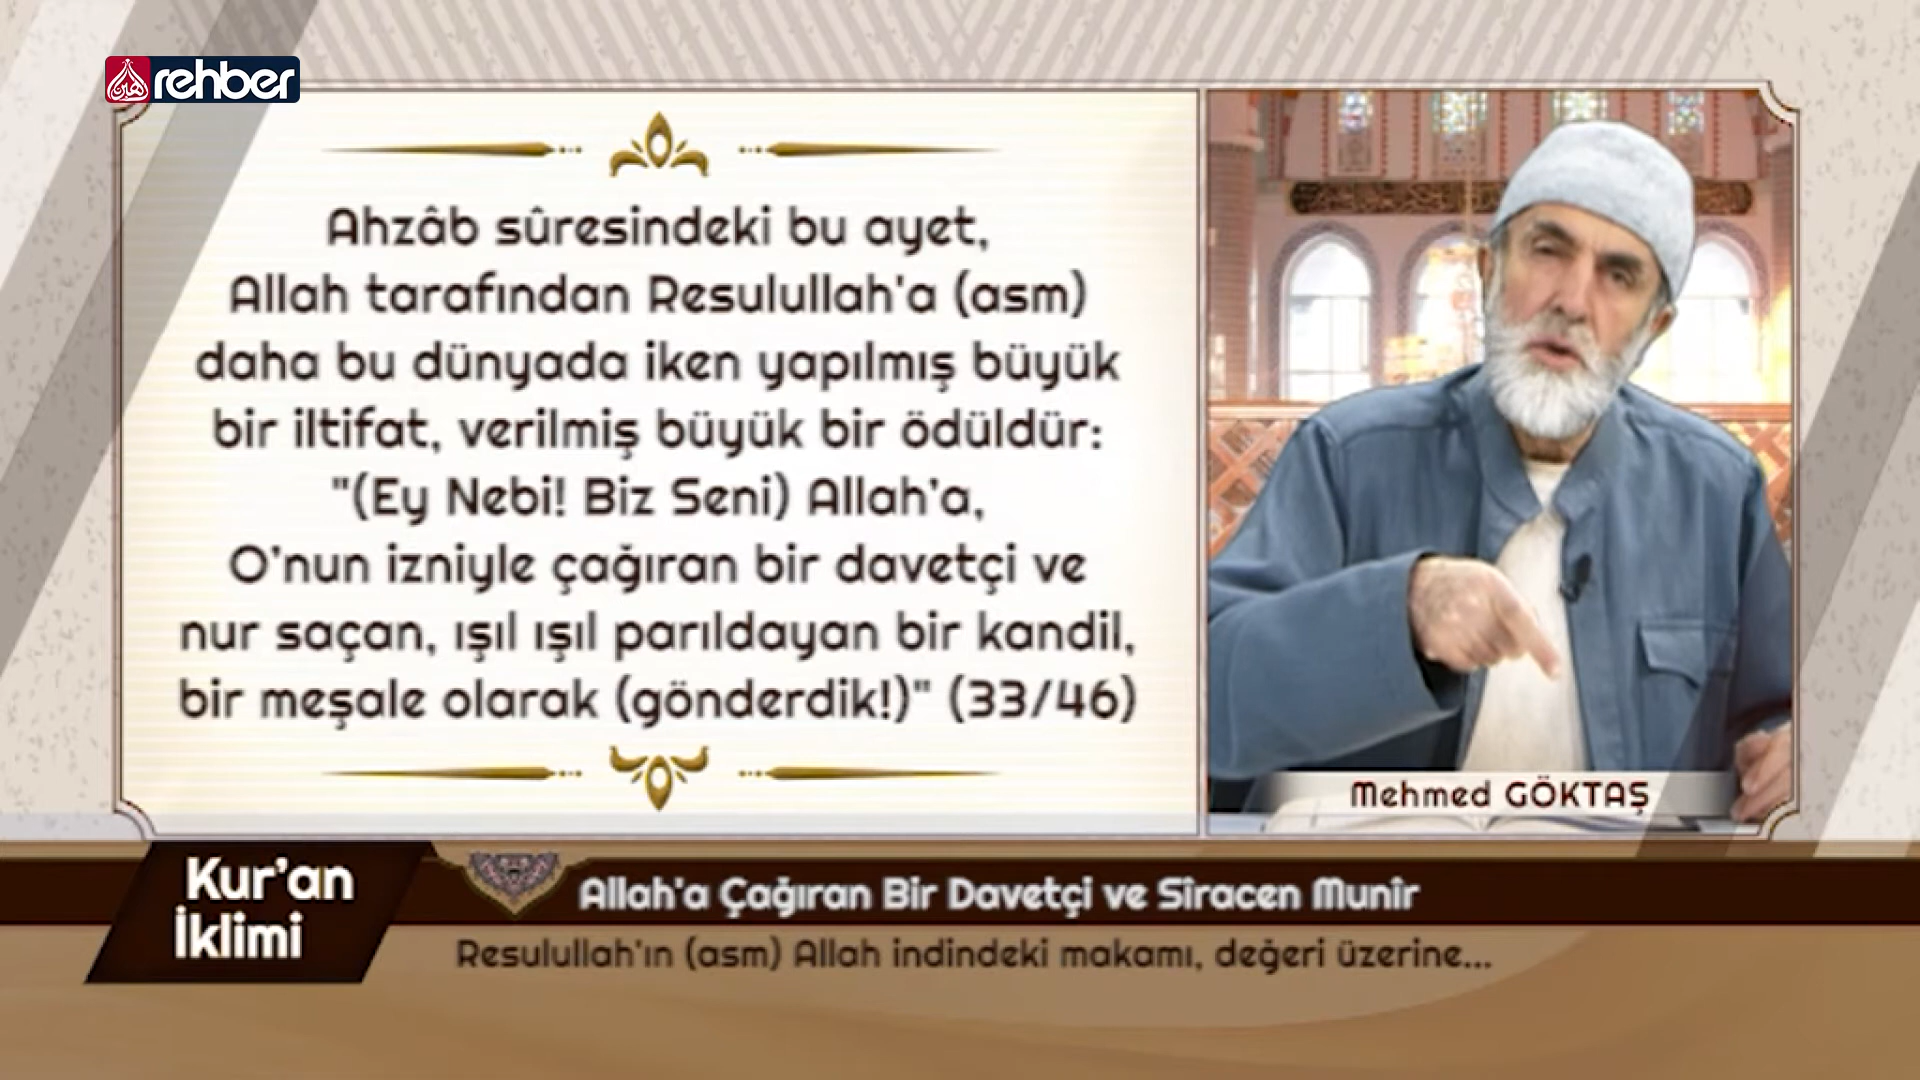 rehber
Ahzâb sûresindeki bu ayet,
Allah tarafından Resulullah'a (asm)
daha bu dünyada iken yapılmış büyük
bir iltifat, verilmiş büyük bir ödüldür:
"(Ey Nebi! Biz Seni) Allah'a,
O'nun izniyle çağıran bir davetçi ve
nur saçan, ışıl ışıl parıldayan bir kandil,
bir meşale olarak (gönderdik!)" (33/46)
Mehmed GÖKTAŞ
Kur'an
İklimi
Allah'a Çağıran Bir Davetçi ve Sîracen Munîr
Resulullah'ın (asm) Allah indindeki makamı, değeri üzerine...